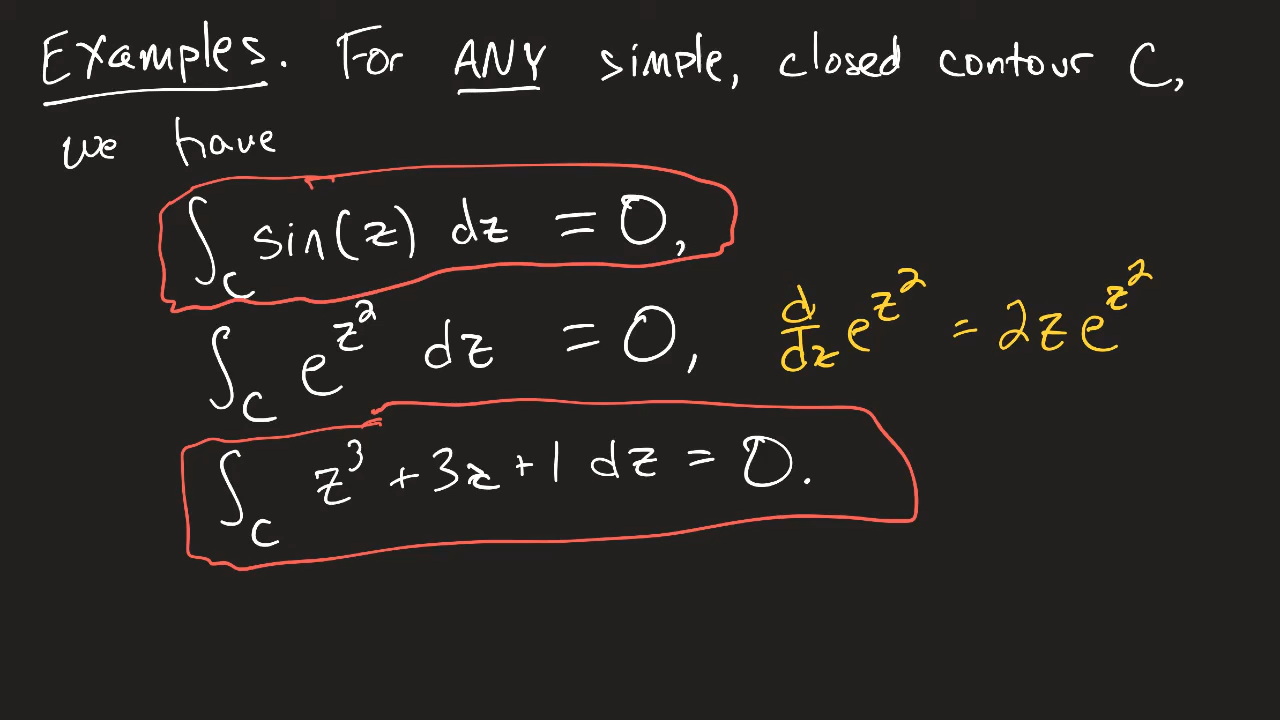 Examples. For ANY simple, closed contour C,
we have
∫_C sin(z) dz = 0,
∫_C e^{z^2} dz = 0, d/dz e^{z^2} = 2z e^{z^2}
∫_C z^3 + 3z + 1 dz = 0.